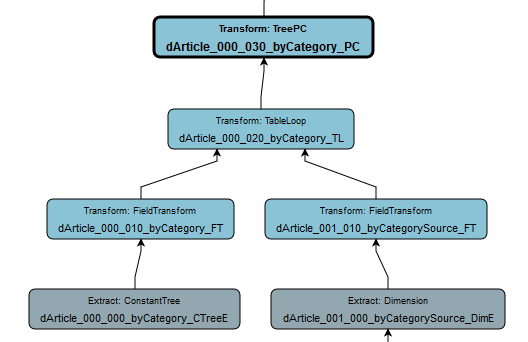 Transform: TreePC
dArticle_000_030_byCategory_PC
Transform: TableLoop
dArticle_000_020_byCategory_TL
Transform: FieldTransform
dArticle_000_010_byCategory_FT
Transform: FieldTransform
dArticle_001_010_byCategorySource_FT
Extract: ConstantTree
dArticle_000_000_byCategory_CTreeE
Extract: Dimension
dArticle_001_000_byCategorySource_DimE